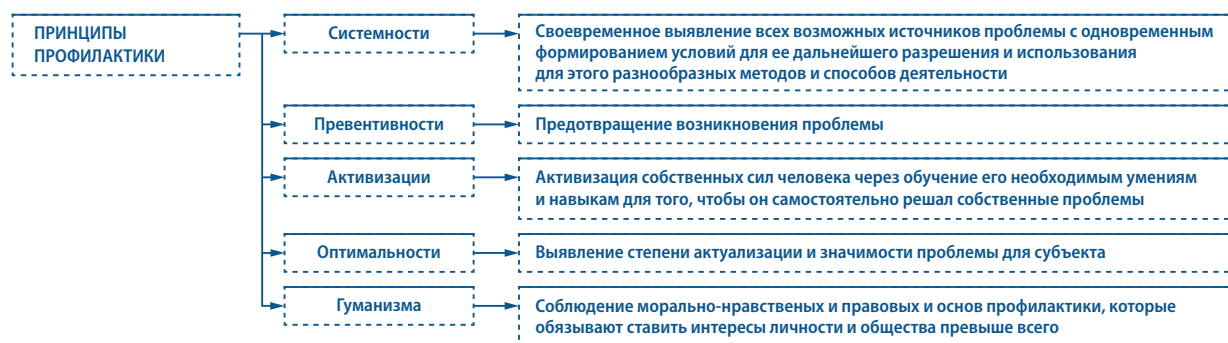 ПРИНЦИПЫ
ПРОФИЛАКТИКИ
Системности
Своевременное выявление всех возможных источников проблемы с одновременным
формированием условий для ее дальнейшего разрешения и использования
для этого разнообразных методов и способов деятельности
Превентивности
Предотвращение возникновения проблемы
Активизации
Активизация собственных сил человека через обучение его необходимым умениям
и навыкам для того, чтобы он самостоятельно решал собственные проблемы
Оптимальности
Выявление степени актуализации и значимости проблемы для субъекта
Гуманизма
Соблюдение морально-нравственых и правовых и основ профилактики, которые
обязывают ставить интересы личности и общества превыше всего